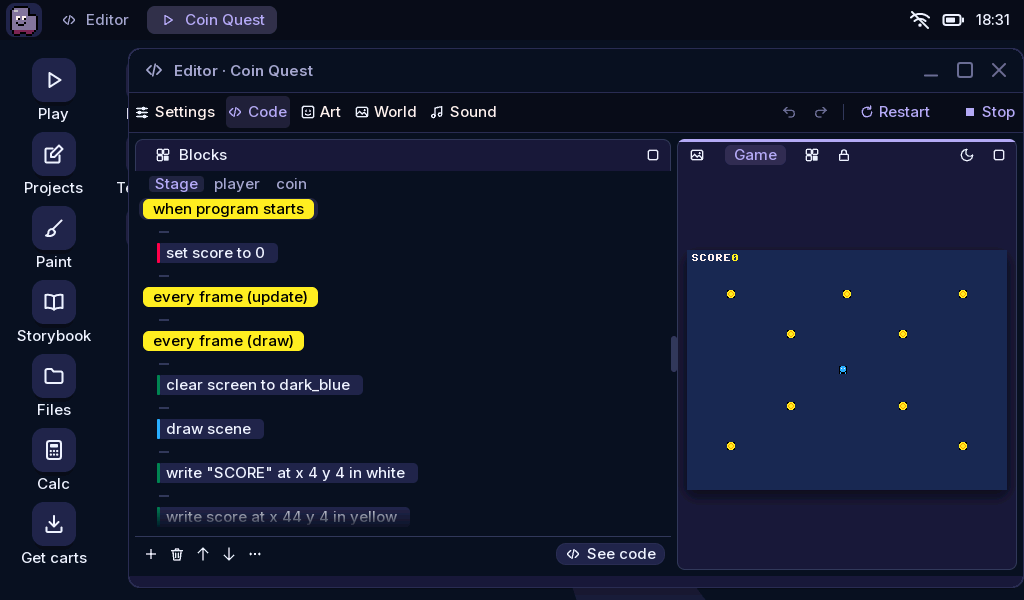 Editor
Coin Quest
18:31
Editor · Coin Quest
Settings
Code
Art
World
Sound
Restart
Stop
Play
Projects
Paint
Storybook
Files
Calc
Get carts
Blocks
Stage
player
coin
when program starts
set score to 0
every frame (update)
every frame (draw)
clear screen to dark_blue
draw scene
write "SCORE" at x 4 y 4 in white
write score at x 44 y 4 in yellow
See code
Game
SCORE0